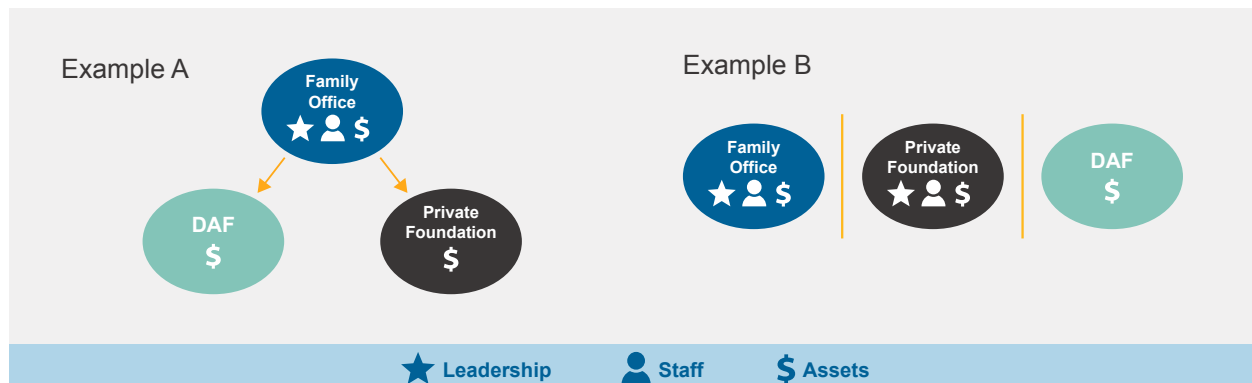 Example A
Family
Office
$
DAF
$
Private
Foundation
$
Example B
Family
Office
$
Private
Foundation
$
DAF
$
Leadership
Staff
$ Assets